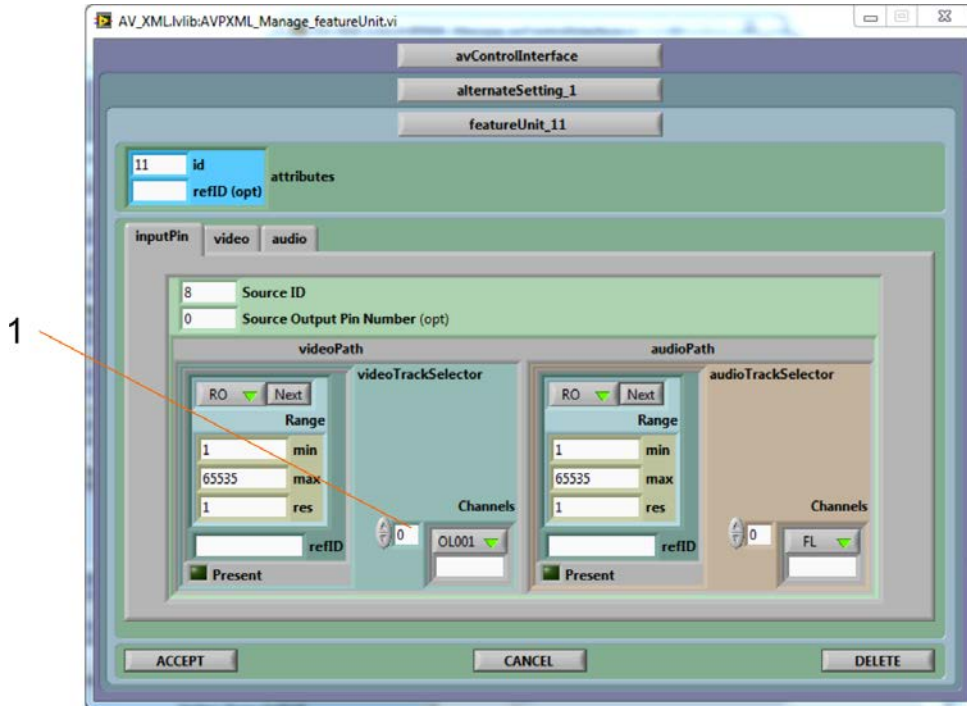 AV_XML.lvlib:AVPXML_Manage_featureUnit.vi
avControlInterface
alternateSetting_1
featureUnit_11
11 id
refID (opt)
attributes
inputPin video audio
8 Source ID
0 Source Output Pin Number (opt)
1
videoPath audioPath
videoTrackSelector audioTrackSelector
RO Next RO Next
Range Range
1 min 1 min
65535 max 65535 max
1 res Channels 1 res Channels
0 OL001 0 FL
refID refID
Present Present
ACCEPT CANCEL DELETE